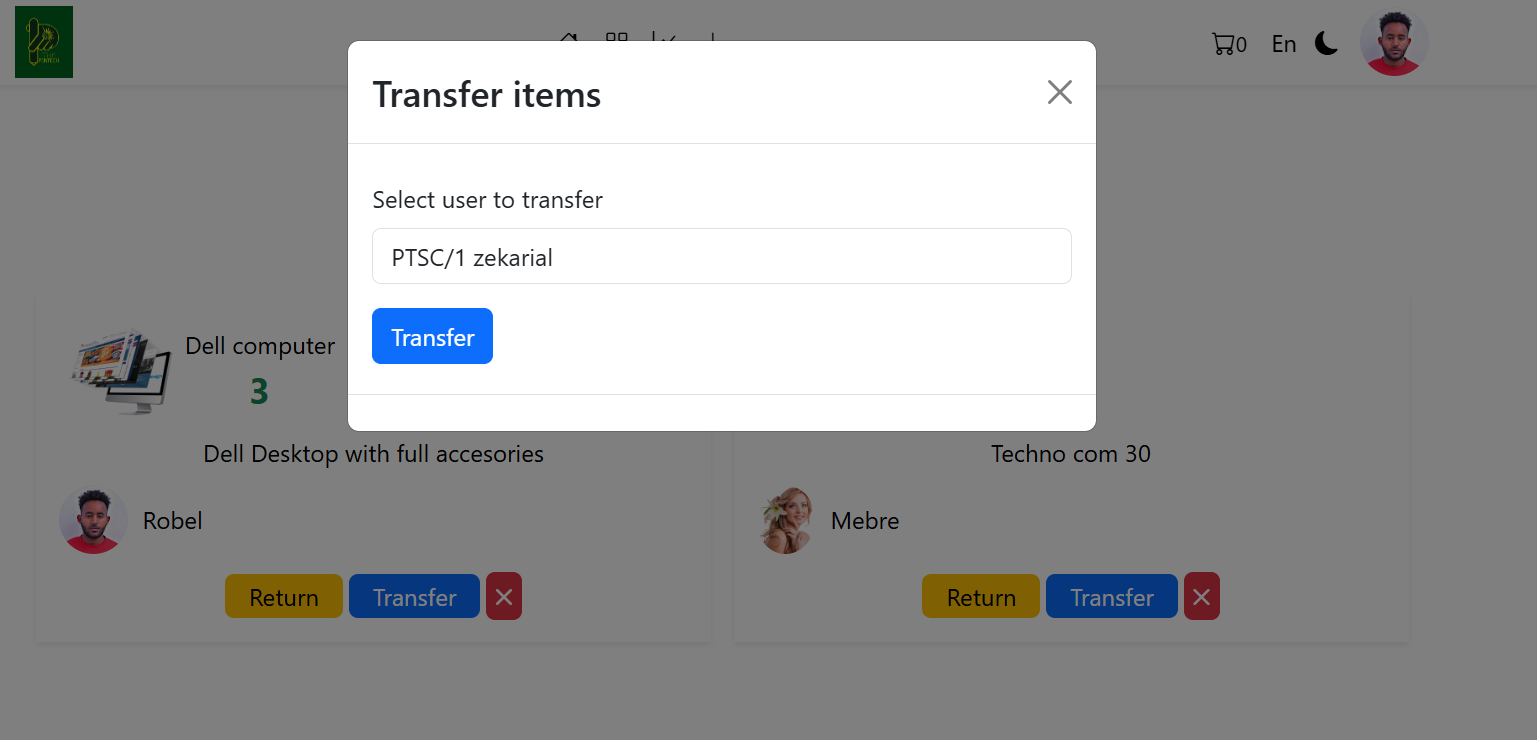 0 En
Transfer items
Select user to transfer
PTSC/1 zekarial
Transfer
Dell computer
3
Dell Desktop with full accesories
Robel
Return Transfer
Techno com 30
Mebre
Return Transfer